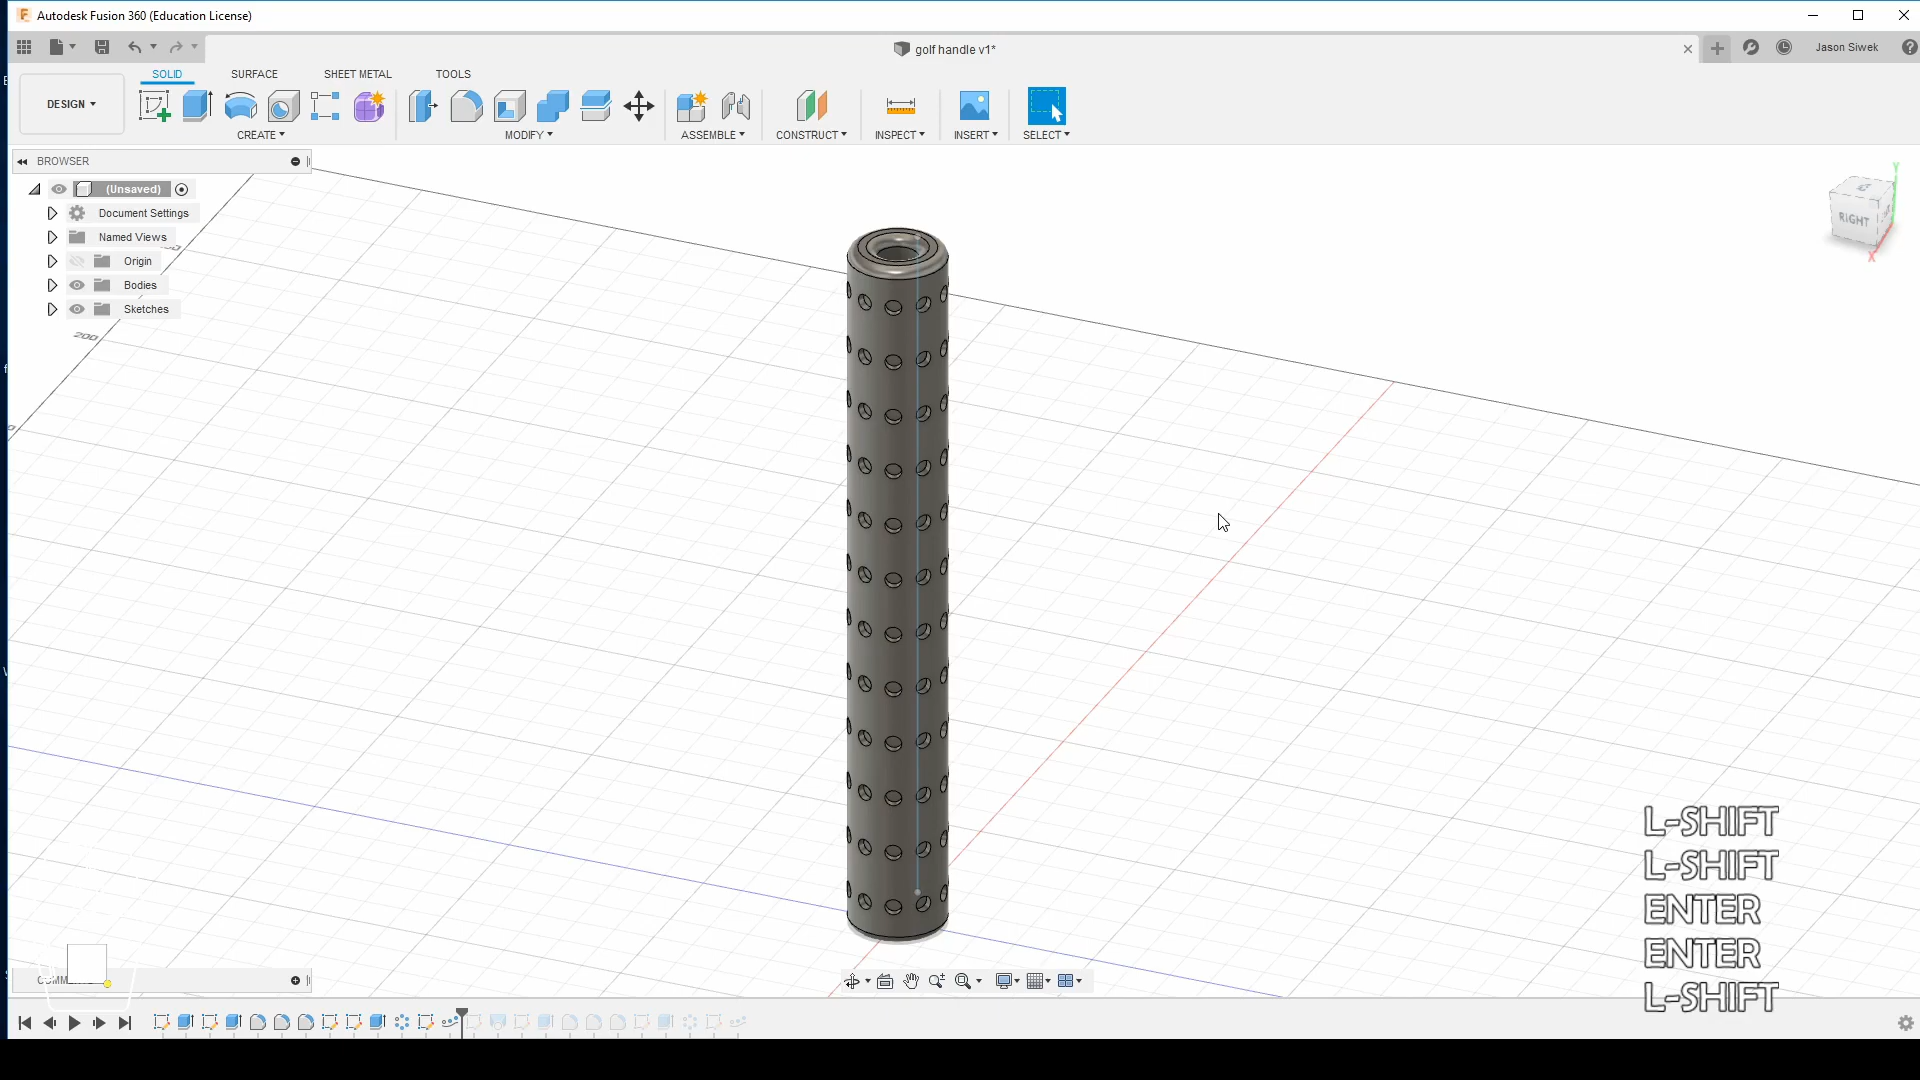 Autodesk Fusion 360 (Education License)
golf handle v1*
Jason Siwek
SOLID SURFACE SHEET METAL TOOLS
DESIGN
CREATE MODIFY ASSEMBLE CONSTRUCT INSPECT INSERT SELECT
BROWSER
(Unsaved)
Document Settings
Named Views
Origin
Bodies
Sketches
200
RIGHT
Y
X
L-SHIFT
L-SHIFT
ENTER
ENTER
L-SHIFT